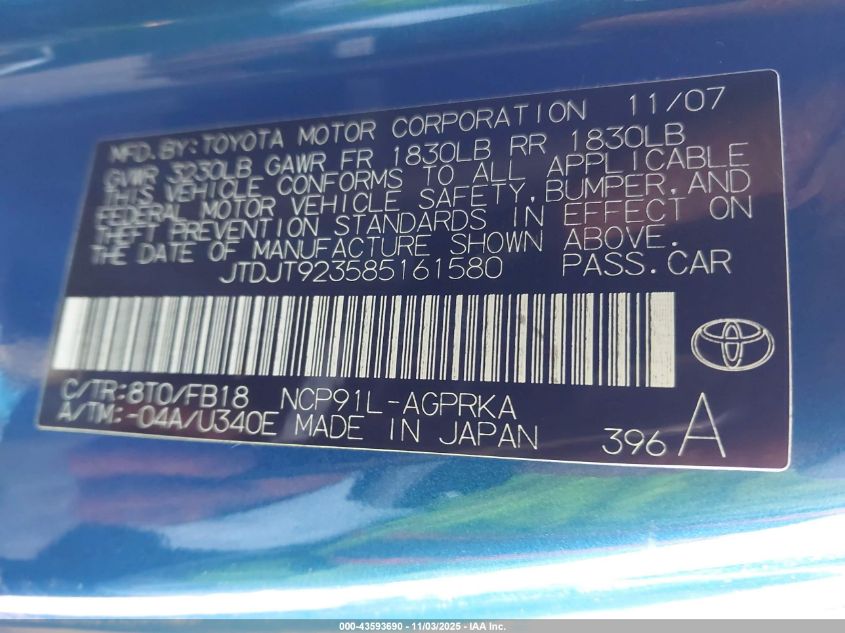 MFD.BY:TOYOTA MOTOR CORPORATION 11/07
GVWR 3230LB GAWR FR 1830LB RR 1830LB
THIS VEHICLE CONFORMS TO ALL APPLICABLE
FEDERAL MOTOR VEHICLE SAFETY,BUMPER,AND
THEFT PREVENTION STANDARDS IN EFFECT ON
THE DATE OF MANUFACTURE SHOWN ABOVE.
JTDJT923585161580 PASS.CAR
C/TR:8T0/FB18 NCP91L-AGPRKA
A/TM:-04A/U340E MADE IN JAPAN 396 A
000-43593690 - 11/03/2025 - IAA Inc.